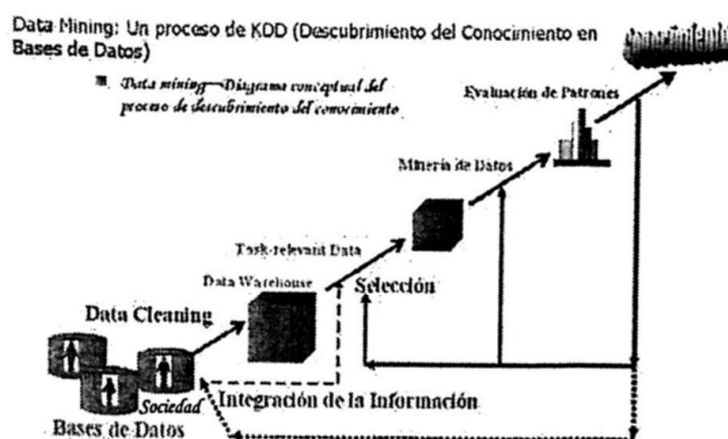 Data Mining: Un proceso de KDD (Descubrimiento del Conocimiento en
Bases de Datos)
Data mining—Diagrama conceptual del
proceso de descubrimiento del conocimiento
Evaluación de Patrones
Minería de Datos
Task-relevant Data
Data Warehouse
Selección
Data Cleaning
Sociedad
Integración de la Información
Bases de Datos